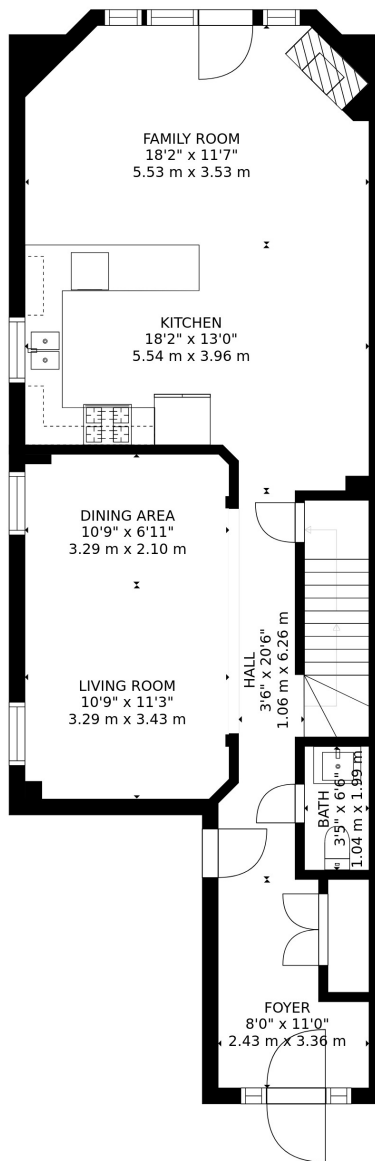 FAMILY ROOM
18'2" x 11'7"
5.53 m x 3.53 m
KITCHEN
18'2" x 13'0"
5.54 m x 3.96 m
DINING AREA
10'9" x 6'11"
3.29 m x 2.10 m
LIVING ROOM
10'9" x 11'3"
3.29 m x 3.43 m
HALL
3'6" x 20'6"
1.06 m x 6.26 m
BATH
3'5" x 6'6"
1.04 m x 1.99 m
FOYER
8'0" x 11'0"
2.43 m x 3.36 m